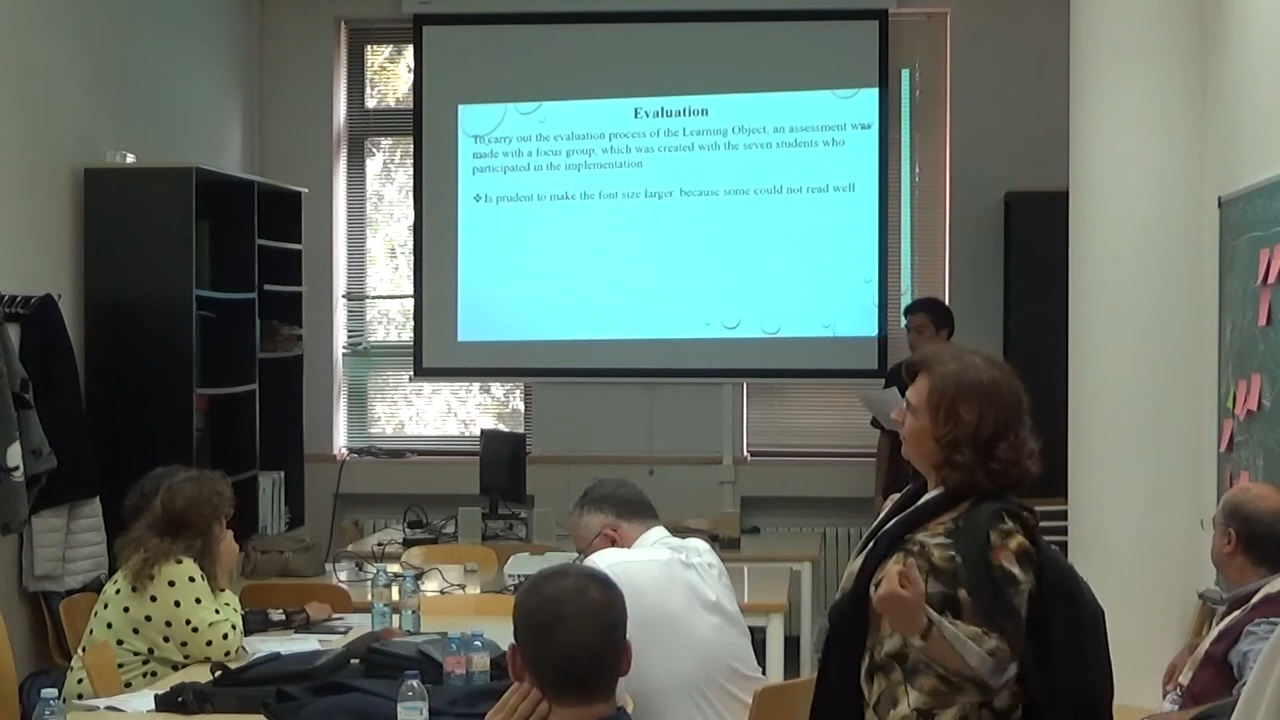 Evaluation
To carry out the evaluation process of the Learning Object, an assessment was
made with a focus group, which was created with the seven students who
participated in the implementation
❖Is prudent to make the font size larger, because some could not read well